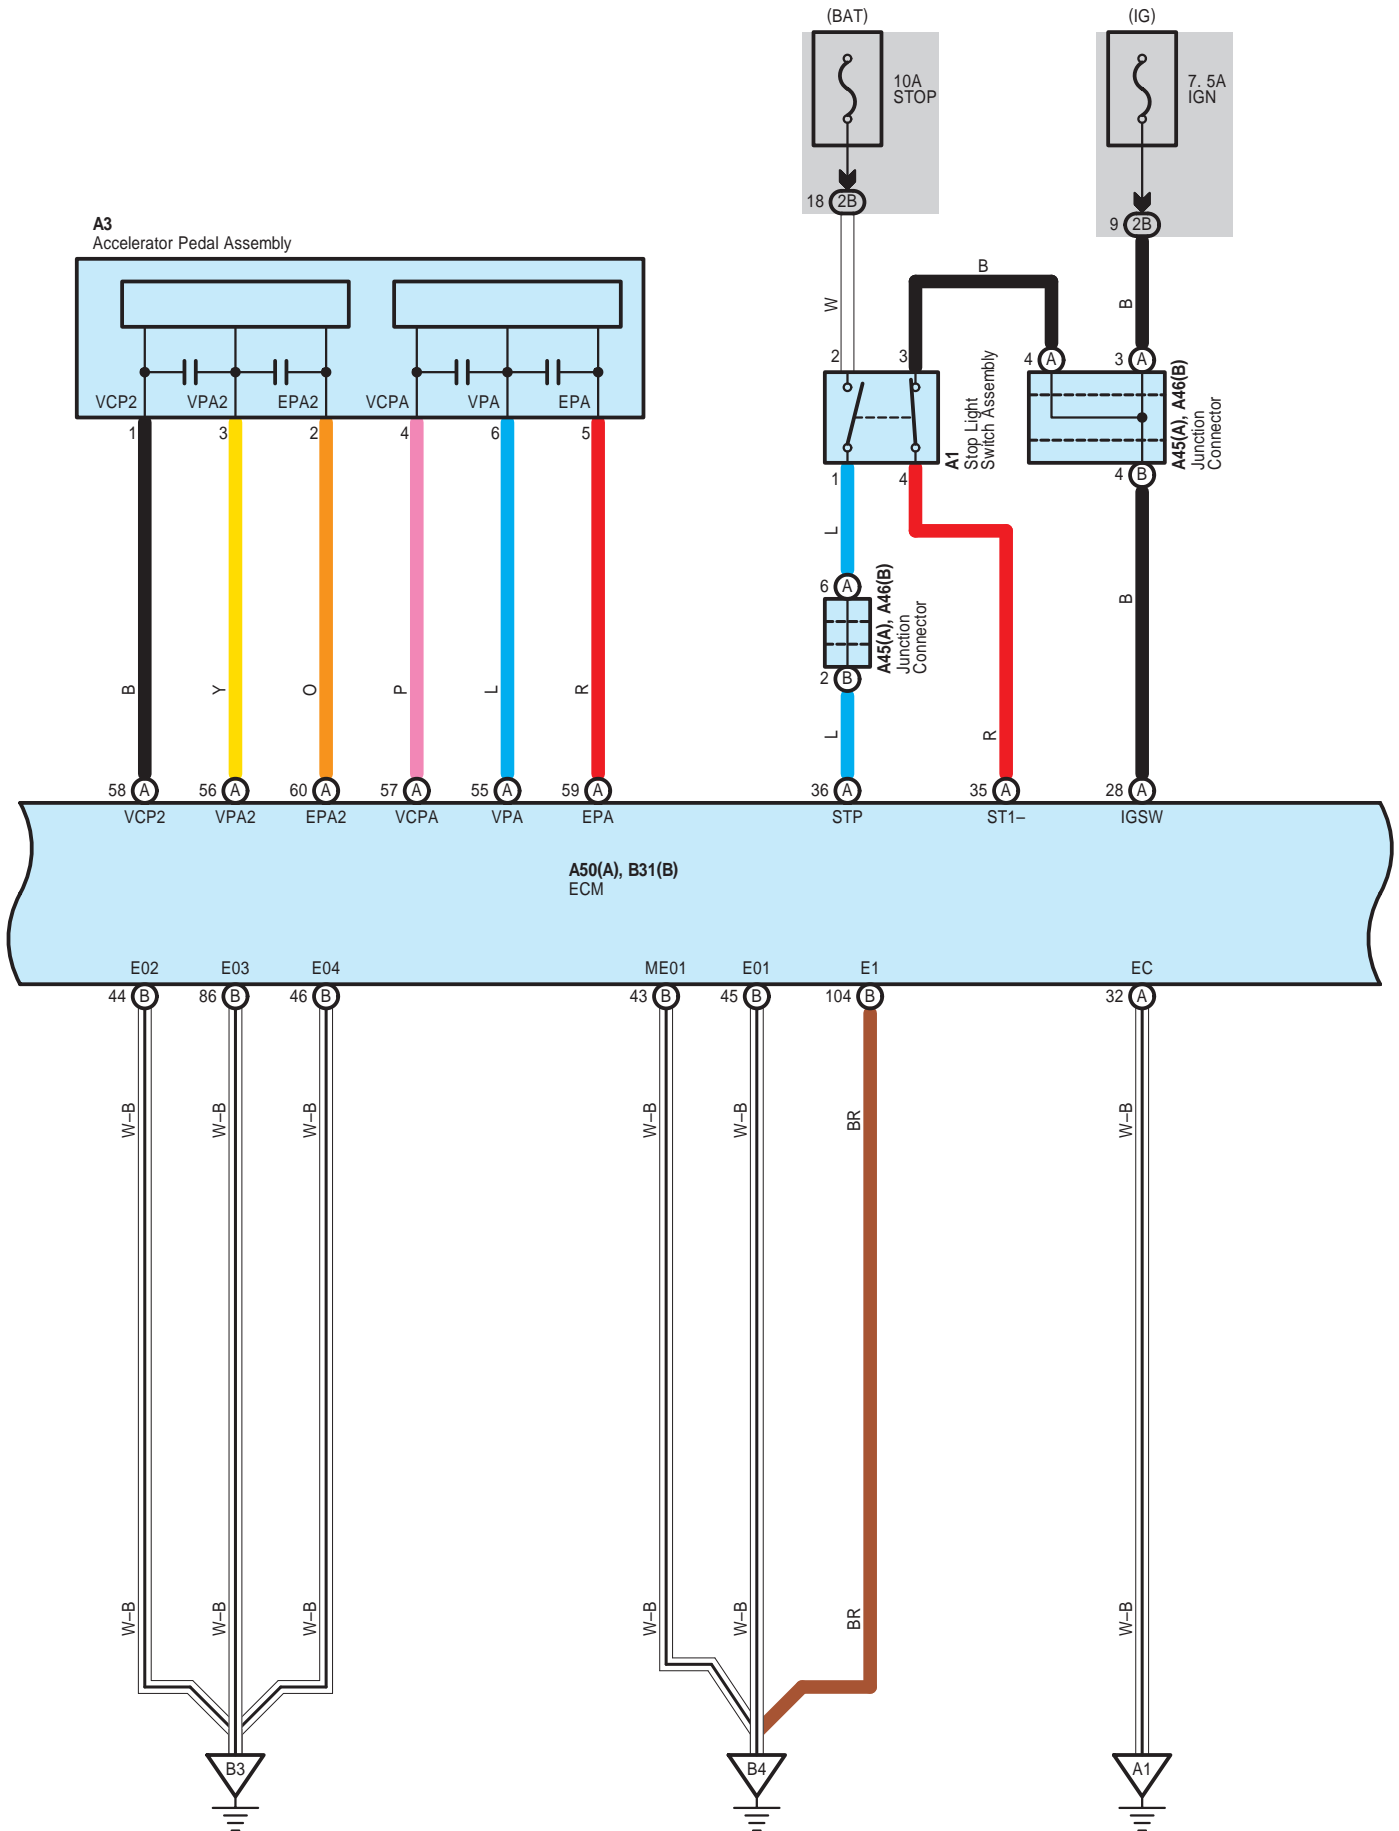 (BAT)
(IG)
10A
STOP
7. 5A
IGN
18 2B
9 2B
A3
Accelerator Pedal Assembly
B
W
B
2
3
4 A
3 A
VCP2
VPA2
EPA2
VCPA
VPA
EPA
1
3
2
4
6
5
A1
Stop Light
Switch Assembly
A45(A), A46(B)
Junction
Connector
1
4
4 B
L
6 A
A45(A), A46(B)
Junction
Connector
2 B
B
B
Y
O
P
L
R
L
R
58 A
56 A
60 A
57 A
55 A
59 A
36 A
35 A
28 A
VCP2
VPA2
EPA2
VCPA
VPA
EPA
STP
ST1–
IGSW
A50(A), B31(B)
ECM
E02
E03
E04
ME01
E01
E1
EC
44 B
86 B
46 B
43 B
45 B
104 B
32 A
W–B
W–B
W–B
W–B
W–B
BR
W–B
W–B
W–B
W–B
W–B
W–B
BR
W–B
B3
B4
A1